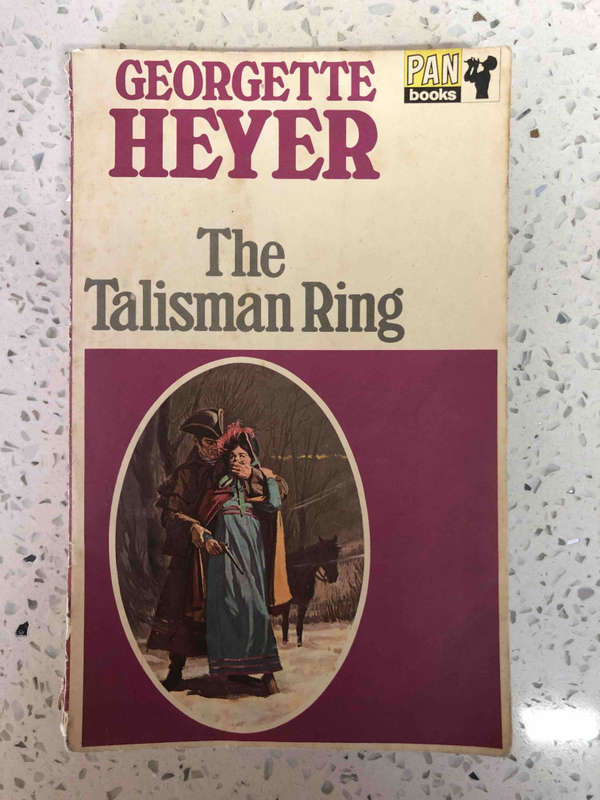 GEORGETTE
HEYER
PAN
books
The
Talisman Ring